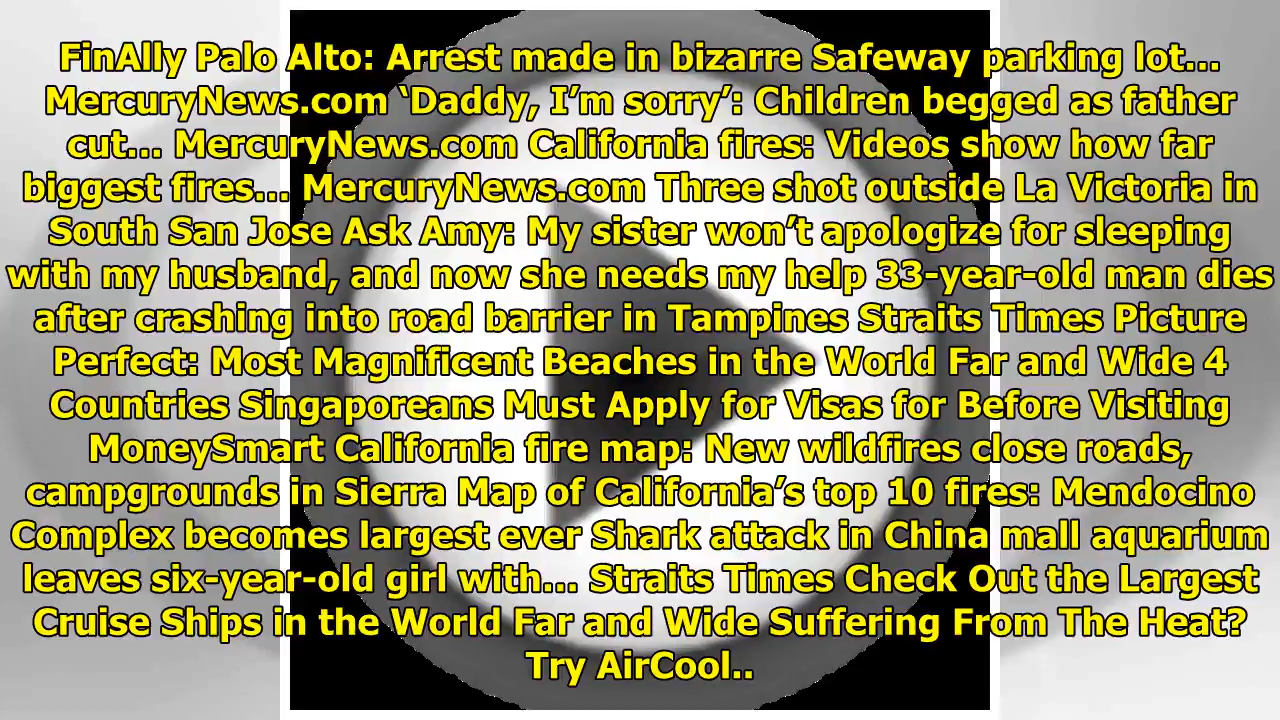 FinAlly Palo Alto: Arrest made in bizarre Safeway parking lot...
MercuryNews.com ‘Daddy, I’m sorry’: Children begged as father
cut... MercuryNews.com California fires: Videos show how far
biggest fires... MercuryNews.com Three shot outside La Victoria in
South San Jose Ask Amy: My sister won’t apologize for sleeping
with my husband, and now she needs my help 33-year-old man dies
after crashing into road barrier in Tampines Straits Times Picture
Perfect: Most Magnificent Beaches in the World Far and Wide 4
Countries Singaporeans Must Apply for Visas for Before Visiting
MoneySmart California fire map: New wildfires close roads,
campgrounds in Sierra Map of California’s top 10 fires: Mendocino
Complex becomes largest ever Shark attack in China mall aquarium
leaves six-year-old girl with... Straits Times Check Out the Largest
Cruise Ships in the World Far and Wide Suffering From The Heat?
Try AirCool..